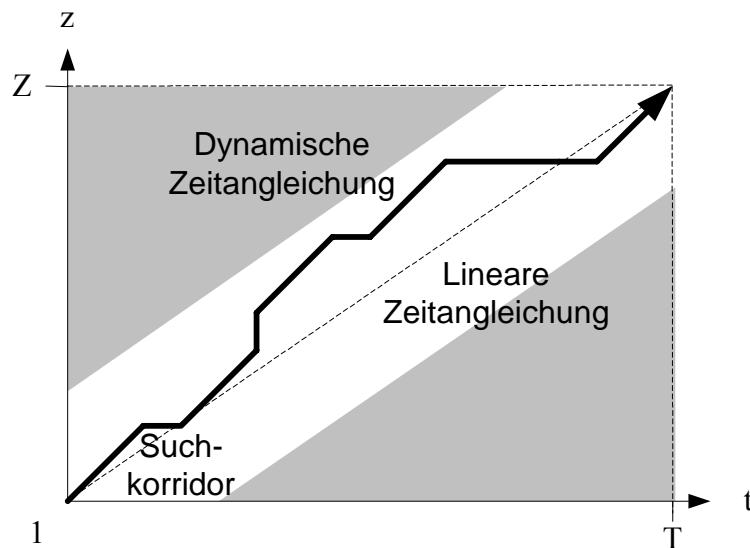 z
Z
Dynamische
Zeitangleichung
Lineare
Zeitangleichung
Such-
korridor
1
t
T